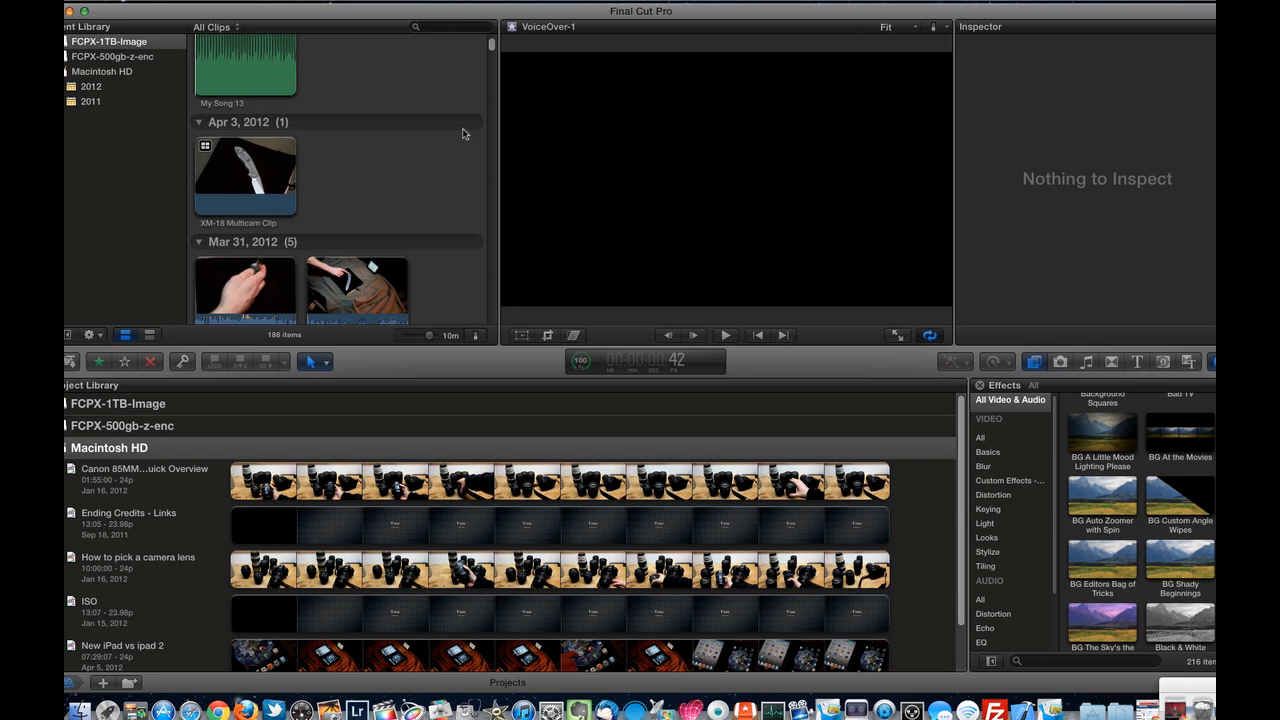 Final Cut Pro
ent Library
All Clips
VoiceOver-1
Fit
Inspector
FCPX-1TB-Image
FCPX-500gb-z-enc
Macintosh HD
2012
2011
My Song 13
Apr 3, 2012 (1)
XM-18 Multicam Clip
Mar 31, 2012 (5)
Nothing to Inspect
186 items
10m
100
00:00:00:42
HR MIN SEC FR
oject Library
FCPX-1TB-Image
FCPX-500gb-z-enc
Macintosh HD
Canon 85MM...uick Overview
01:55:00 - 24p
Jan 16, 2012
Ending Credits - Links
13:05 - 23.98p
Sep 18, 2011
How to pick a camera lens
10:00:00 - 24p
Jan 16, 2012
ISO
13:07 - 23.98p
Jan 15, 2012
New iPad vs ipad 2
07:29:07 - 24p
Apr 5, 2012
Projects
Effects All
All Video & Audio
VIDEO
All
Basics
Blur
Custom Effects -...
Distortion
Keying
Light
Looks
Stylize
Tiling
AUDIO
All
Distortion
Echo
EQ
Background
Squares
Bad TV
BG A Little Mood
Lighting Please
BG At the Movies
BG Auto Zoomer
with Spin
BG Custom Angle
Wipes
BG Editors Bag of
Tricks
BG Shady
Beginnings
BG The Sky's the
Black & White
216 iten
Lr
FZ